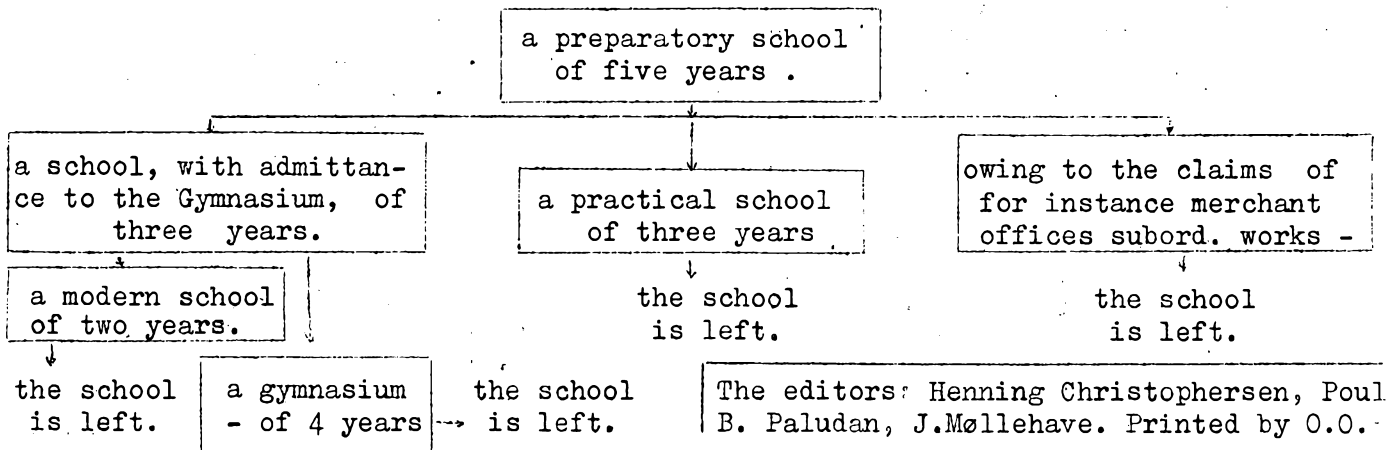 a preparatory school
of five years .
a school, with admittan-
ce to the Gymnasium, of
three years.
a practical school
of three years
owing to the claims of
for instance merchant
offices subord. works -
a modern school
of two years.
the school
is left.
the school
is left.
the school
is left.
a gymnasium
- of 4 years
the school
is left.
The editors: Henning Christophersen, Poul
B. Paludan, J.Møllehave. Printed by O.O.-